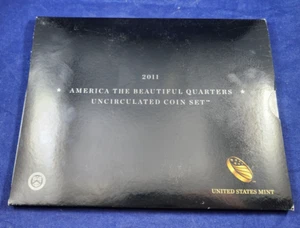 2011
AMERICA THE BEAUTIFUL QUARTERS
UNCIRCULATED COIN SET™
UNITED STATES MINT